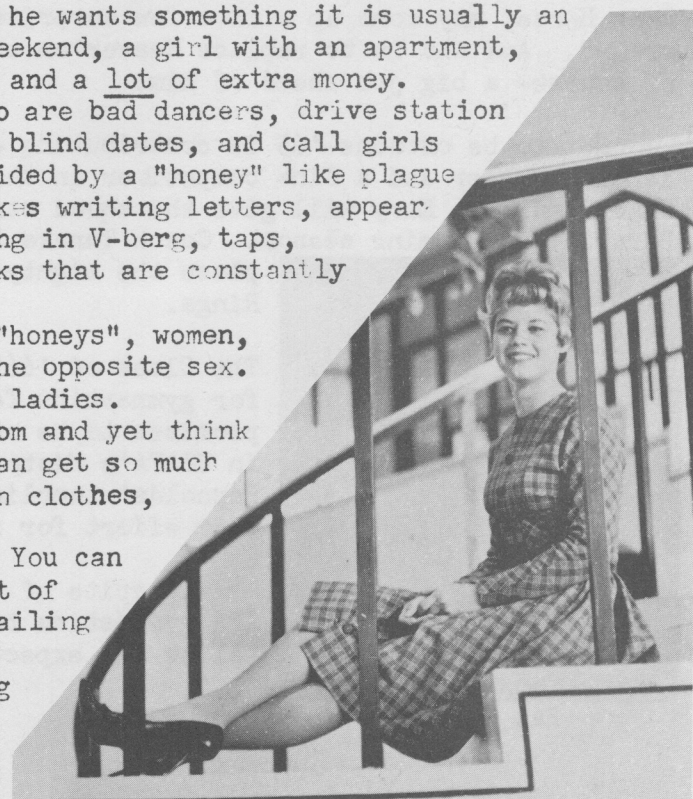 he wants something it is usually an
eekend, a girl with an apartment,
and a lot of extra money.
o are bad dancers, drive station
blind dates, and call girls
ided by a "honey" like plague
kes writing letters, appear-
ng in V-berg, taps,
ks that are constantly
"honeys", women,
he opposite sex.
ladies.
om and yet think
an get so much
n clothes,
You can
t of
ailing
g